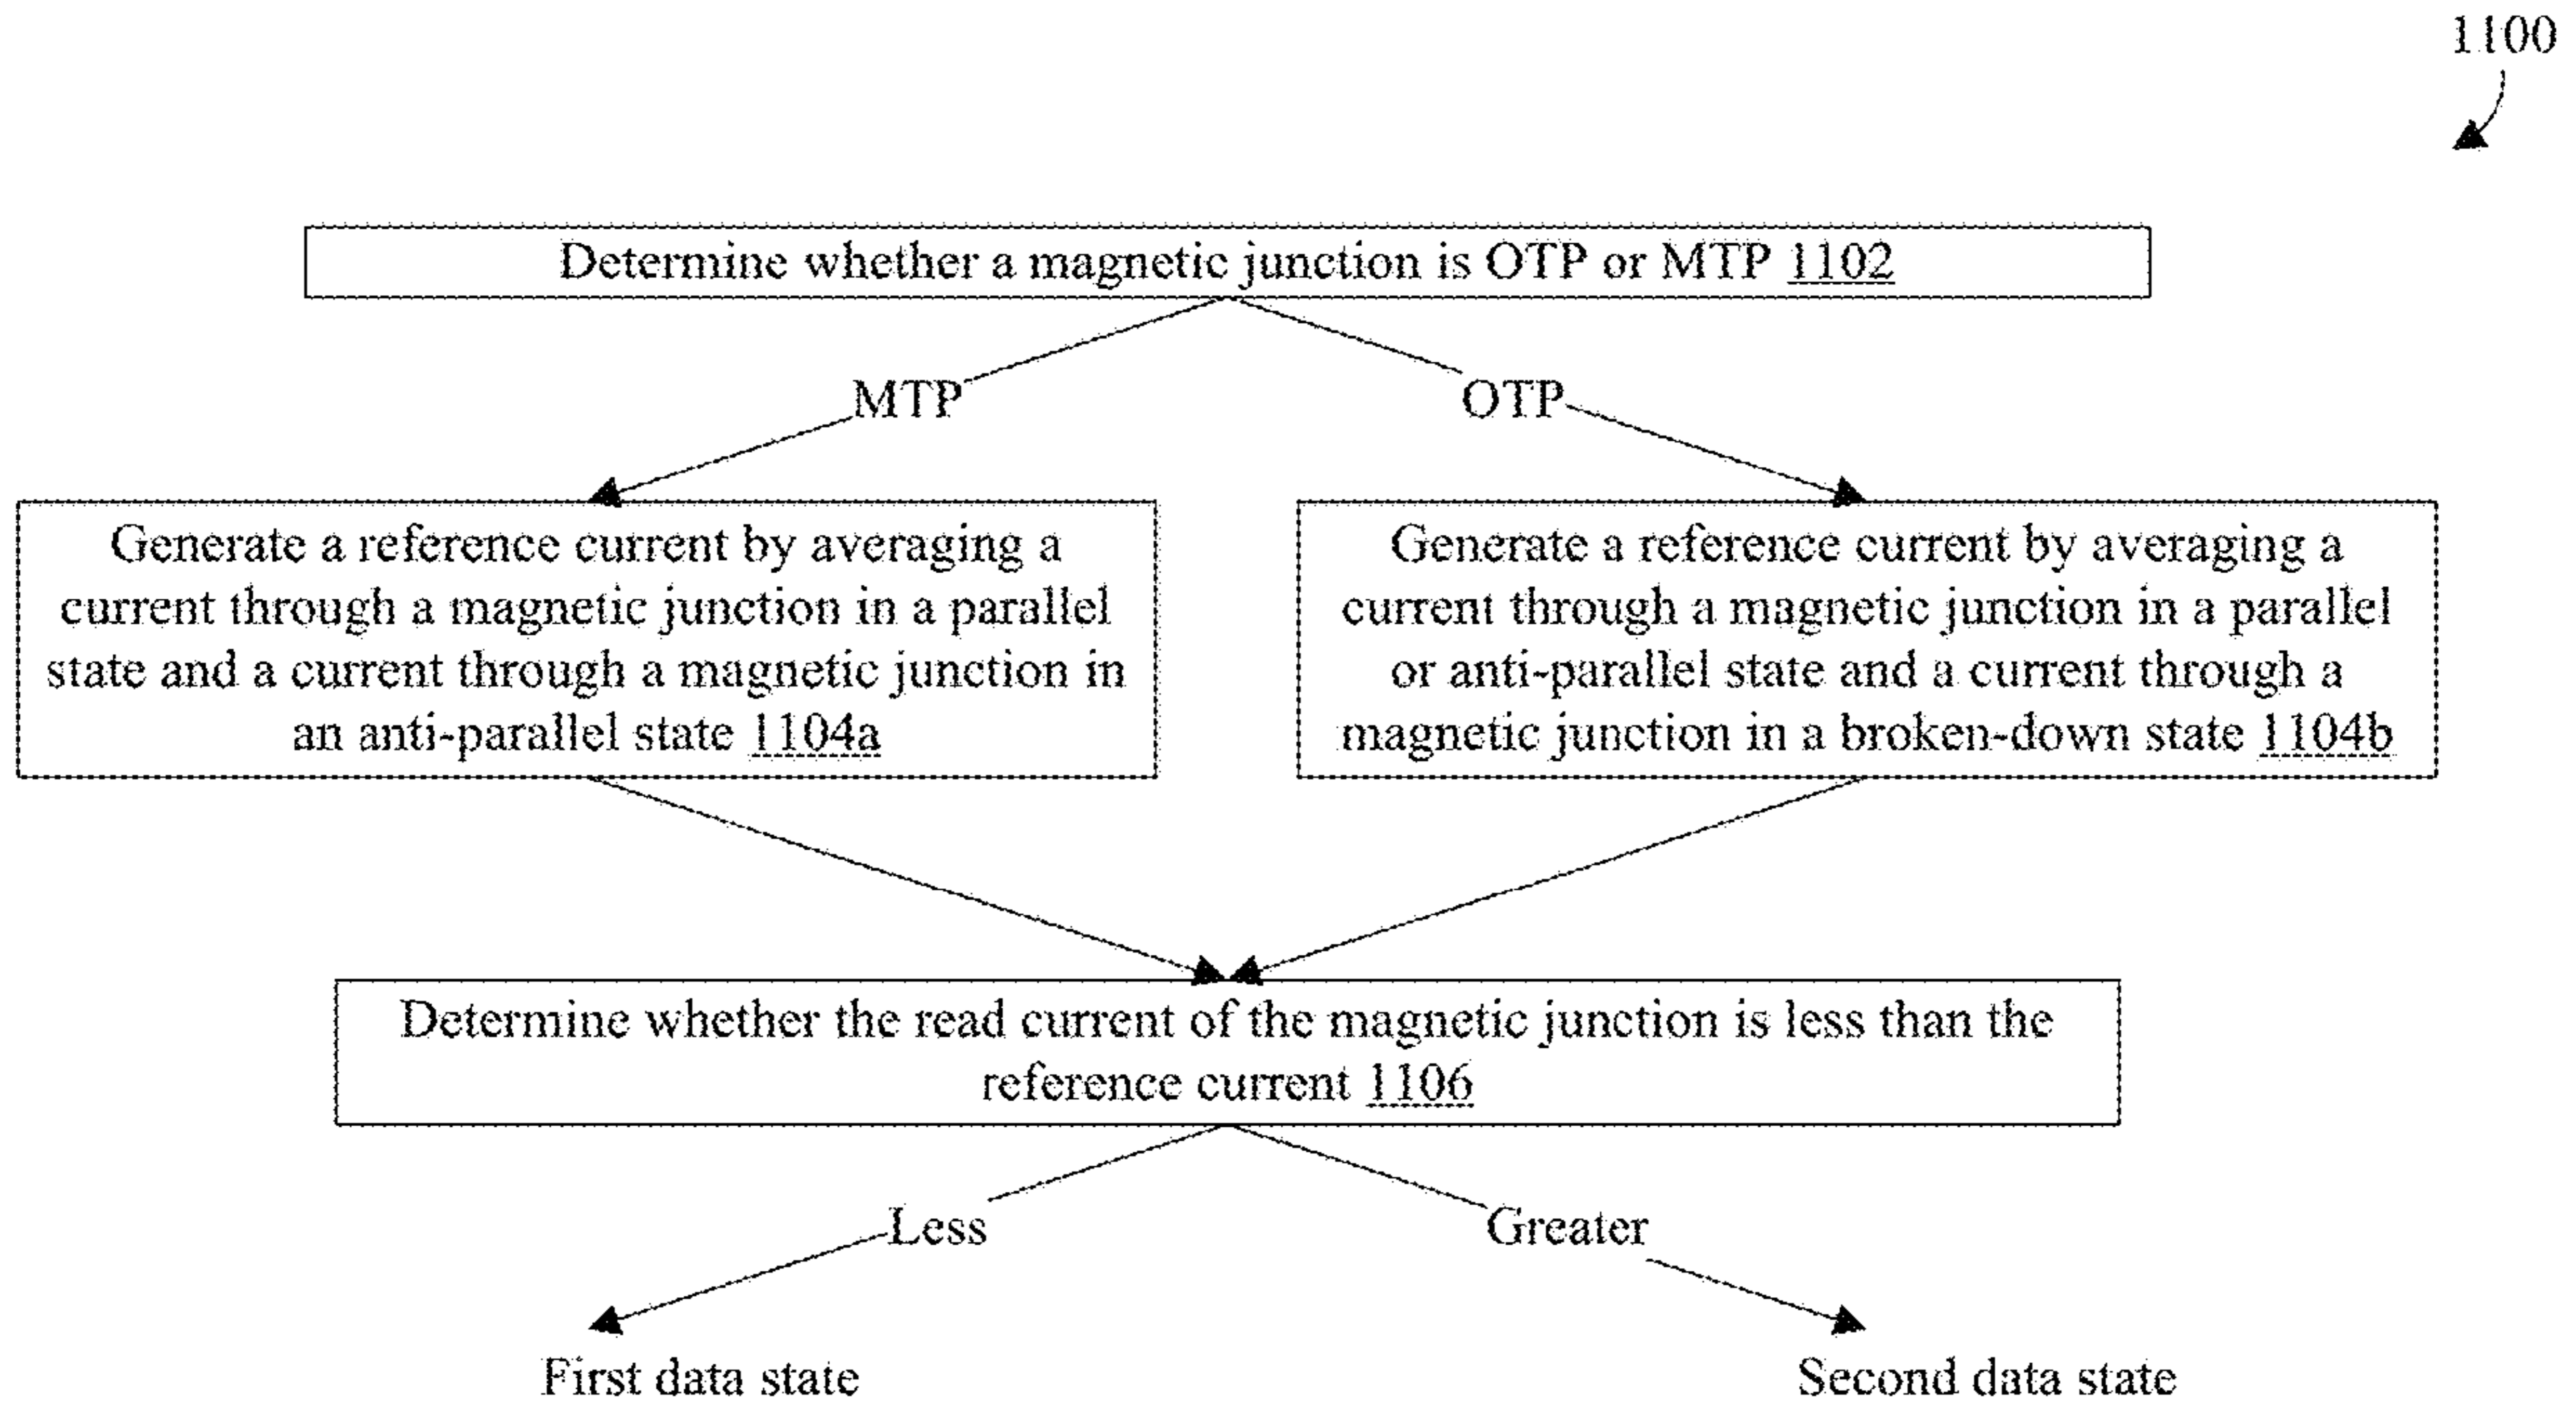 1100
Determine whether a magnetic junction is OTP or MTP 1102
MTP
OTP
Generate a reference current by averaging a
current through a magnetic junction in a parallel
state and a current through a magnetic junction in
an anti-parallel state 1104a
Generate a reference current by averaging a
current through a magnetic junction in a parallel
or anti-parallel state and a current through a
magnetic junction in a broken-down state 1104b
Determine whether the read current of the magnetic junction is less than the
reference current 1106
Less
Greater
First data state
Second data state